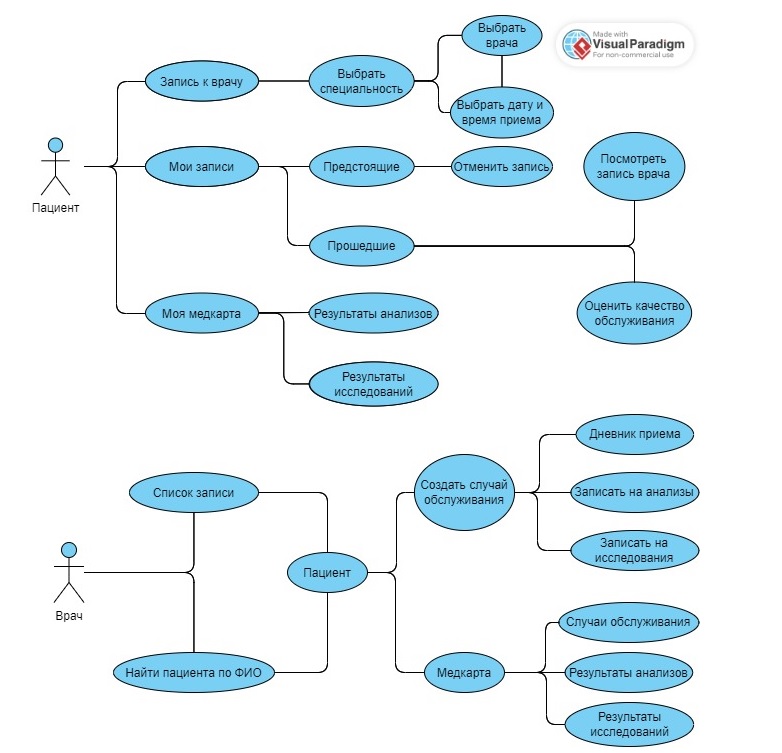 Выбрать
врача
Made with
VisualParadigm
For non-commercial use
Запись к врачу
Выбрать
специальность
Выбрать дату и
время приема
Пациент
Мои записи
Предстоящие
Отменить запись
Посмотреть
запись врача
Прошедшие
Моя медкарта
Результаты анализов
Оценить качество
обслуживания
Результаты
исследований
Врач
Список записи
Найти пациента по ФИО
Пациент
Создать случай
обслуживания
Дневник приема
Записать на анализы
Записать на
исследования
Медкарта
Случаи обслуживания
Результаты анализов
Результаты
исследований